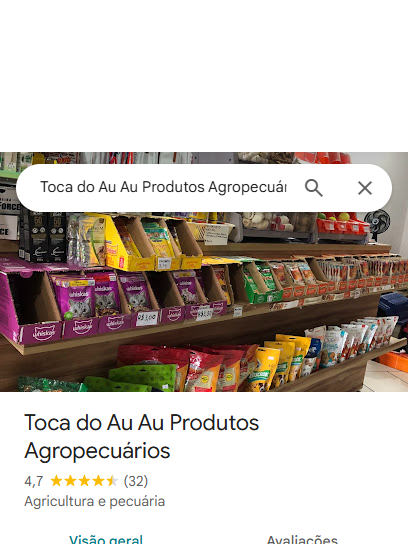 Toca do Au Au Produtos Agropecuár
whiskas
whiskas
whiskas
R$3,00
Toca do Au Au Produtos
Agropecuários
4,7 (32)
Agricultura e pecuária
Visão geral
Avaliações